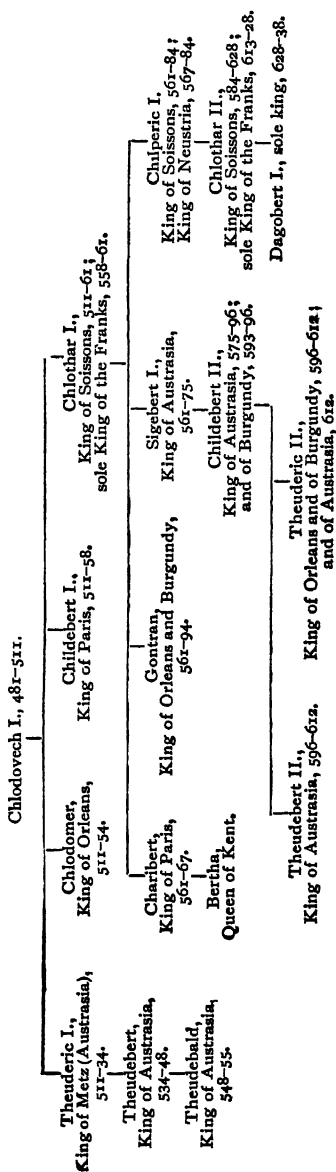 Chlodovech I., 481–511.
Theuderic I.,
King of Metz (Austrasia),
511–34.
Theudebert,
King of Austrasia,
534–48.
Theudebald,
King of Austrasia,
548–55.
Chlodomer,
King of Orleans,
511–54.
Childebert I.,
King of Paris, 511–58.
Chlothar I.,
King of Soissons, 511–61;
sole King of the Franks, 558–61.
Charibert,
King of Paris,
561–67.
Bertha,
Queen of Kent.
Gontran,
King of Orleans and Burgundy,
561–94.
Sigebert I.,
King of Austrasia,
561–75.
Childebert II.,
King of Austrasia, 575–96;
and of Burgundy, 593–96.
Theudebert II.,
King of Austrasia, 596–612.
Theuderic II.,
King of Orleans and of Burgundy, 596–612;
and of Austrasia, 612.
Chilperic I.
King of Soissons, 561–84;
King of Neustria, 567–84.
Chlothar II.,
King of Soissons, 584–628;
sole King of the Franks, 613–28.
Dagobert I., sole king, 628–38.